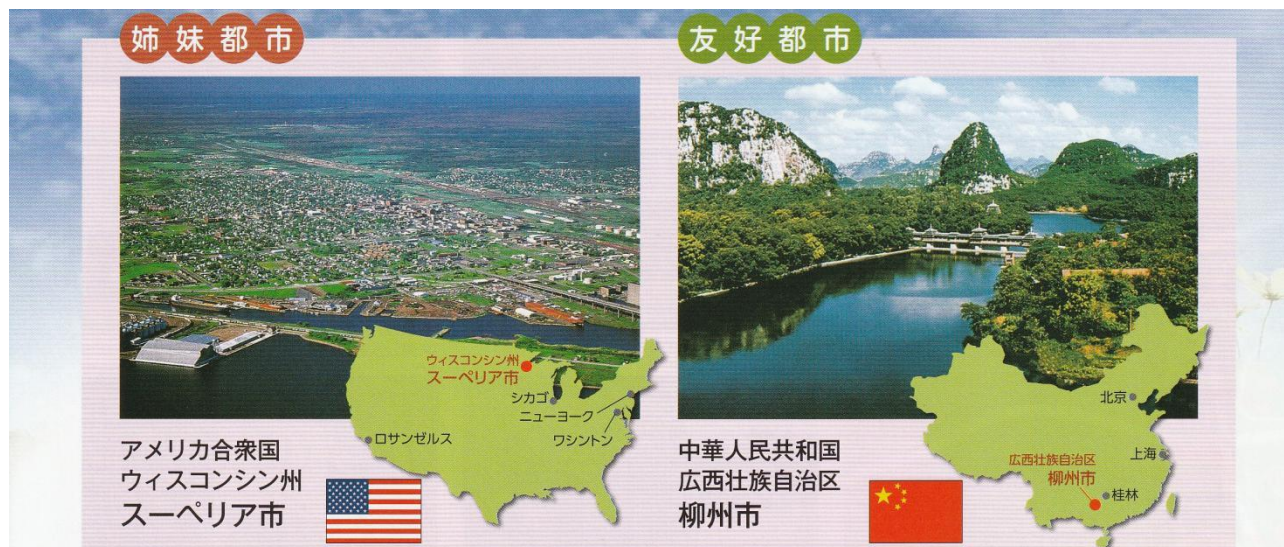 姉妹都市
ウィスコンシン州
スーペリア市
シカゴ
ニューヨーク
ワシントン
ロサンゼルス
アメリカ合衆国
ウィスコンシン州
スーペリア市
友好都市
北京
上海
広西壮族自治区
柳州市
桂林
中華人民共和国
広西壮族自治区
柳州市